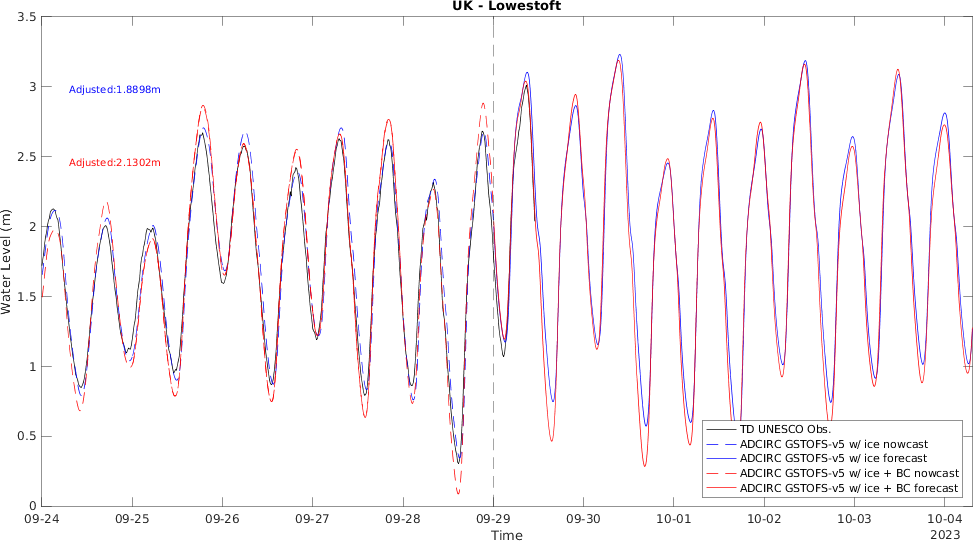 UK - Lowestoft
3.5
3
2.5
2
1.5
1
0.5
0
Water Level (m)
Adjusted:1.8898m
Adjusted:2.1302m
TD UNESCO Obs.
ADCIRC GSTOFS-v5 w/ ice nowcast
ADCIRC GSTOFS-v5 w/ ice forecast
ADCIRC GSTOFS-v5 w/ ice + BC nowcast
ADCIRC GSTOFS-v5 w/ ice + BC forecast
09-24 09-25 09-26 09-27 09-28 09-29 09-30 10-01 10-02 10-03 10-04
Time
2023